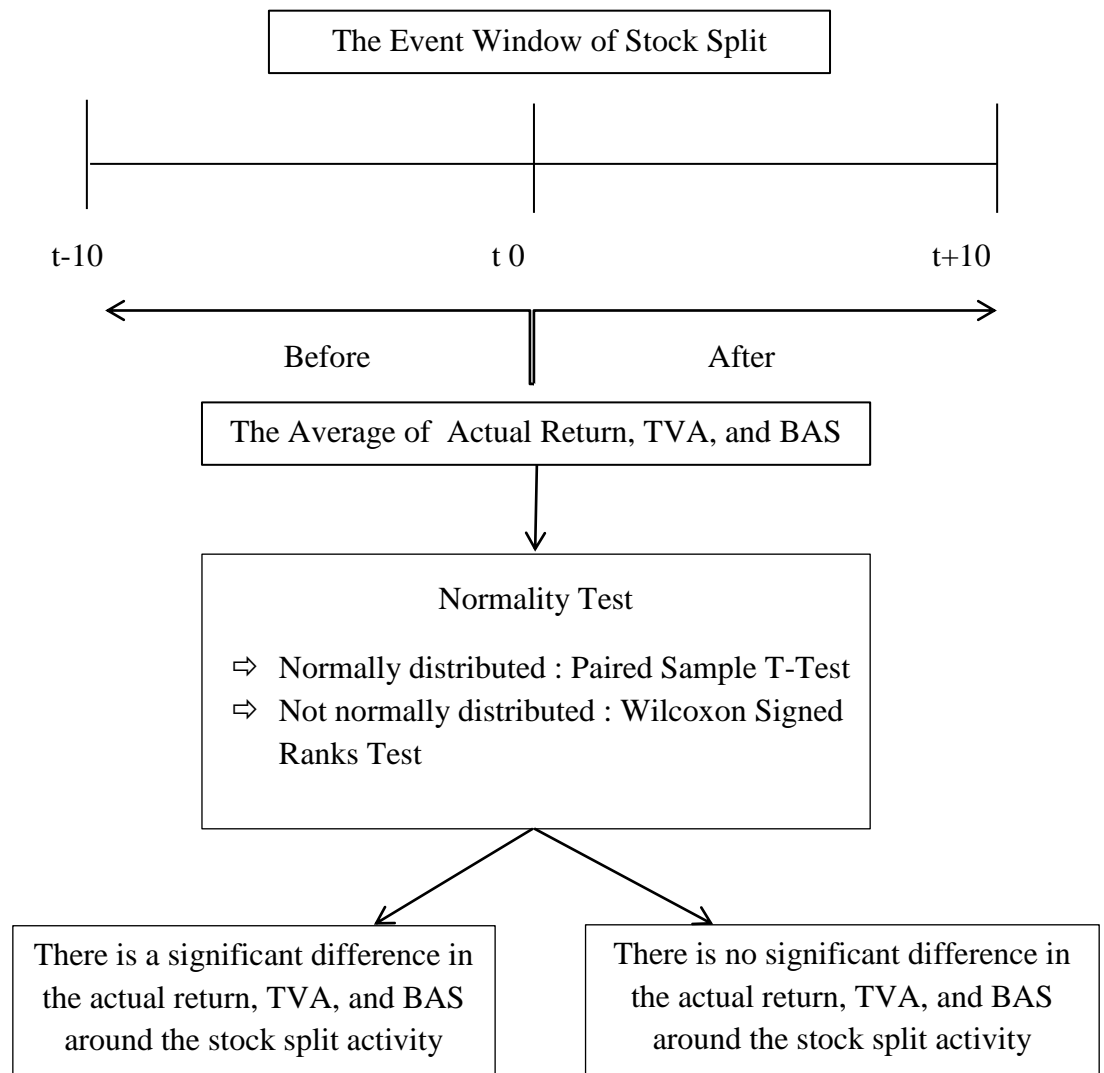 The Event Window of Stock Split
t-10 t 0 t+10
Before After
The Average of Actual Return, TVA, and BAS
Normality Test
⇨ Normally distributed : Paired Sample T-Test
⇨ Not normally distributed : Wilcoxon Signed
Ranks Test
There is a significant difference in
the actual return, TVA, and BAS
around the stock split activity
There is no significant difference in
the actual return, TVA, and BAS
around the stock split activity